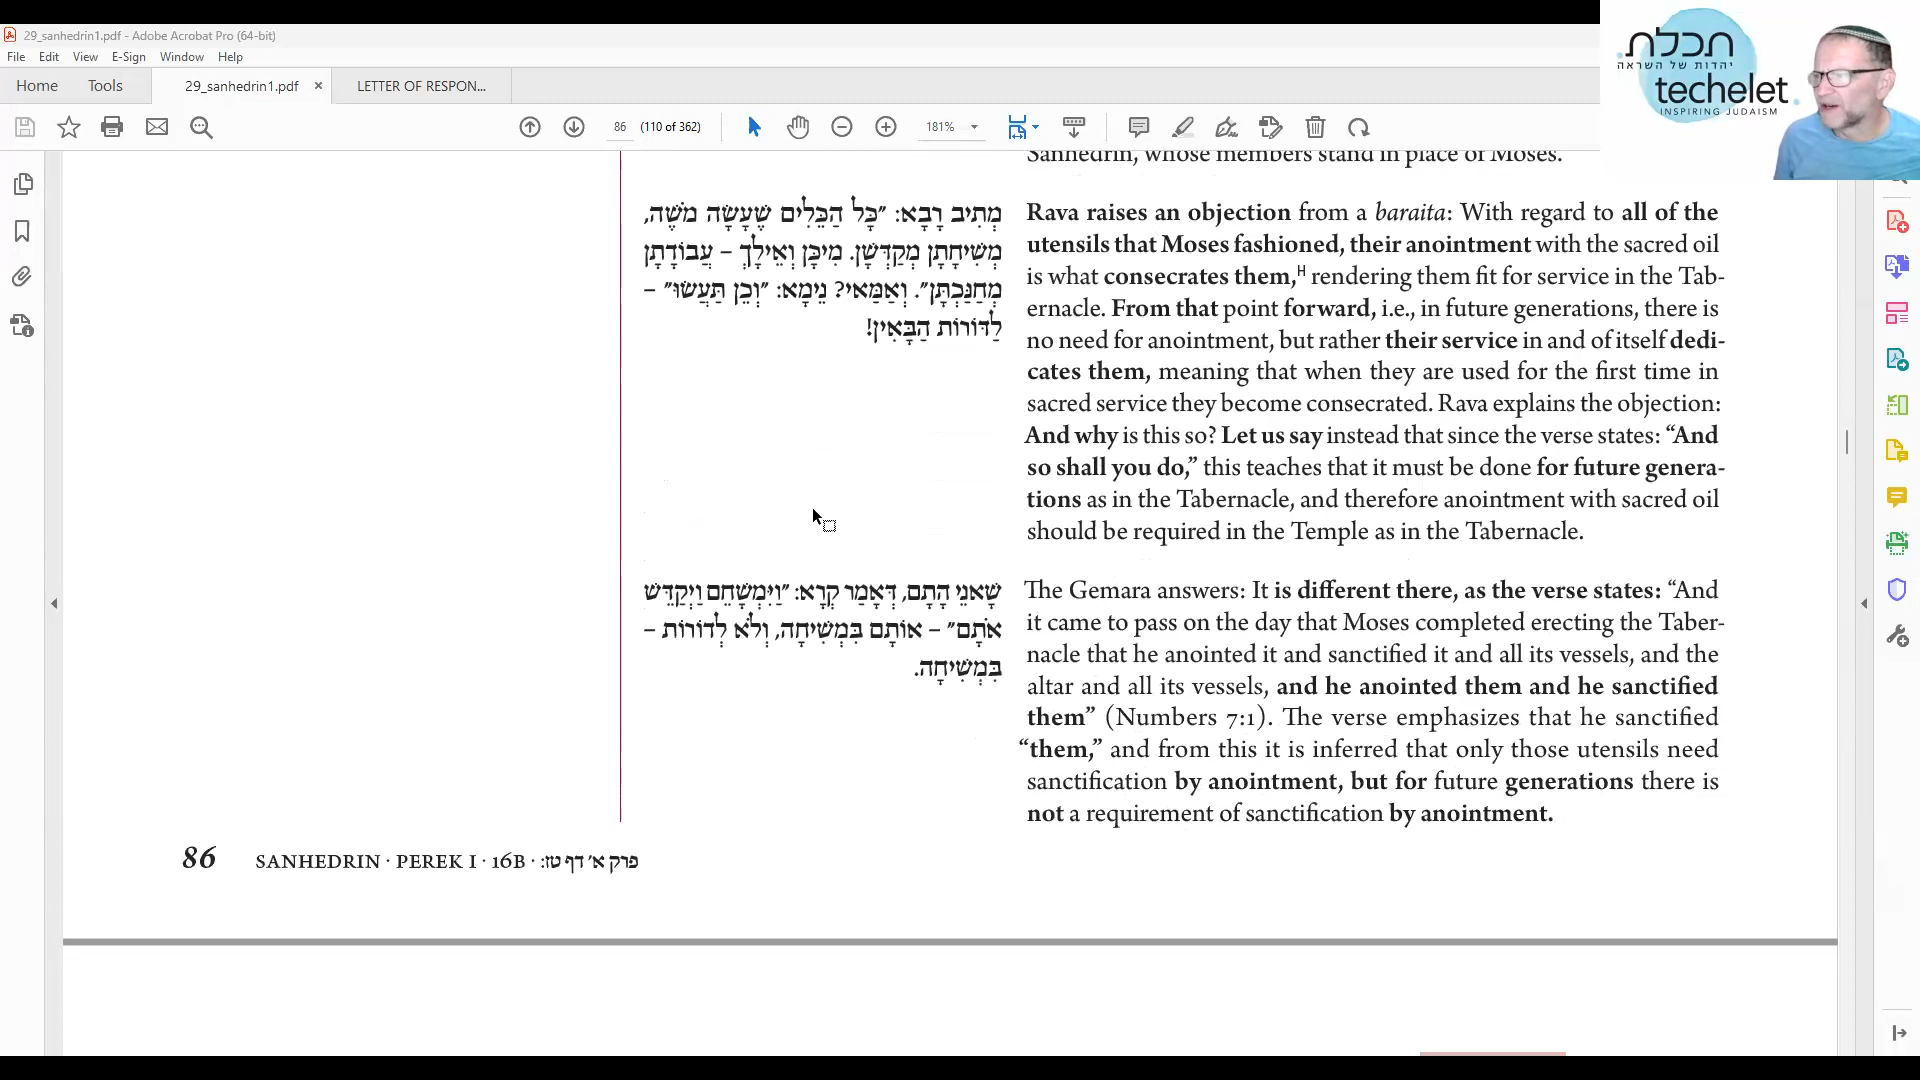 29_sanhedrin1.pdf - Adobe Acrobat Pro (64-bit)
File Edit View E-Sign Window Help
Home Tools 29_sanhedrin1.pdf × LETTER OF RESPON...
86 (110 of 362) 181%
תכלת
יהדות של השראה
techelet
INSPIRING JUDAISM
Sanhedrin, whose members stand in place of Moses.
מְתִיב רָבָא: ״כׇּל הַכֵּלִים שֶׁעָשָׂה מֹשֶׁה,
מְשִׁיחָתָן מְקַדְּשָׁן. מִיכָּן וְאֵילָךְ – עֲבוֹדָתָן
מְחַנַּכְתָּן״. וְאַמַּאי? נֵימָא: ״וְכֵן תַּעֲשׂוּ״ –
לַדּוֹרוֹת הַבָּאִין!
Rava raises an objection from a baraita: With regard to all of the
utensils that Moses fashioned, their anointment with the sacred oil
is what consecrates them,H rendering them fit for service in the Tab-
ernacle. From that point forward, i.e., in future generations, there is
no need for anointment, but rather their service in and of itself dedi-
cates them, meaning that when they are used for the first time in
sacred service they become consecrated. Rava explains the objection:
And why is this so? Let us say instead that since the verse states: “And
so shall you do,” this teaches that it must be done for future genera-
tions as in the Tabernacle, and therefore anointment with sacred oil
should be required in the Temple as in the Tabernacle.
שָׁאנֵי הָתָם, דְּאָמַר קְרָא: ״וַיִּמְשָׁחֵם וַיְקַדֵּשׁ
אֹתָם״ – אוֹתָם בִּמְשִׁיחָה, וְלֹא לְדוֹרוֹת –
בִּמְשִׁיחָה.
The Gemara answers: It is different there, as the verse states: “And
it came to pass on the day that Moses completed erecting the Taber-
nacle that he anointed it and sanctified it and all its vessels, and the
altar and all its vessels, and he anointed them and he sanctified
them” (Numbers 7:1). The verse emphasizes that he sanctified
“them,” and from this it is inferred that only those utensils need
sanctification by anointment, but for future generations there is
not a requirement of sanctification by anointment.
86 SANHEDRIN · PEREK I · 16B · פרק א׳ דף טז: